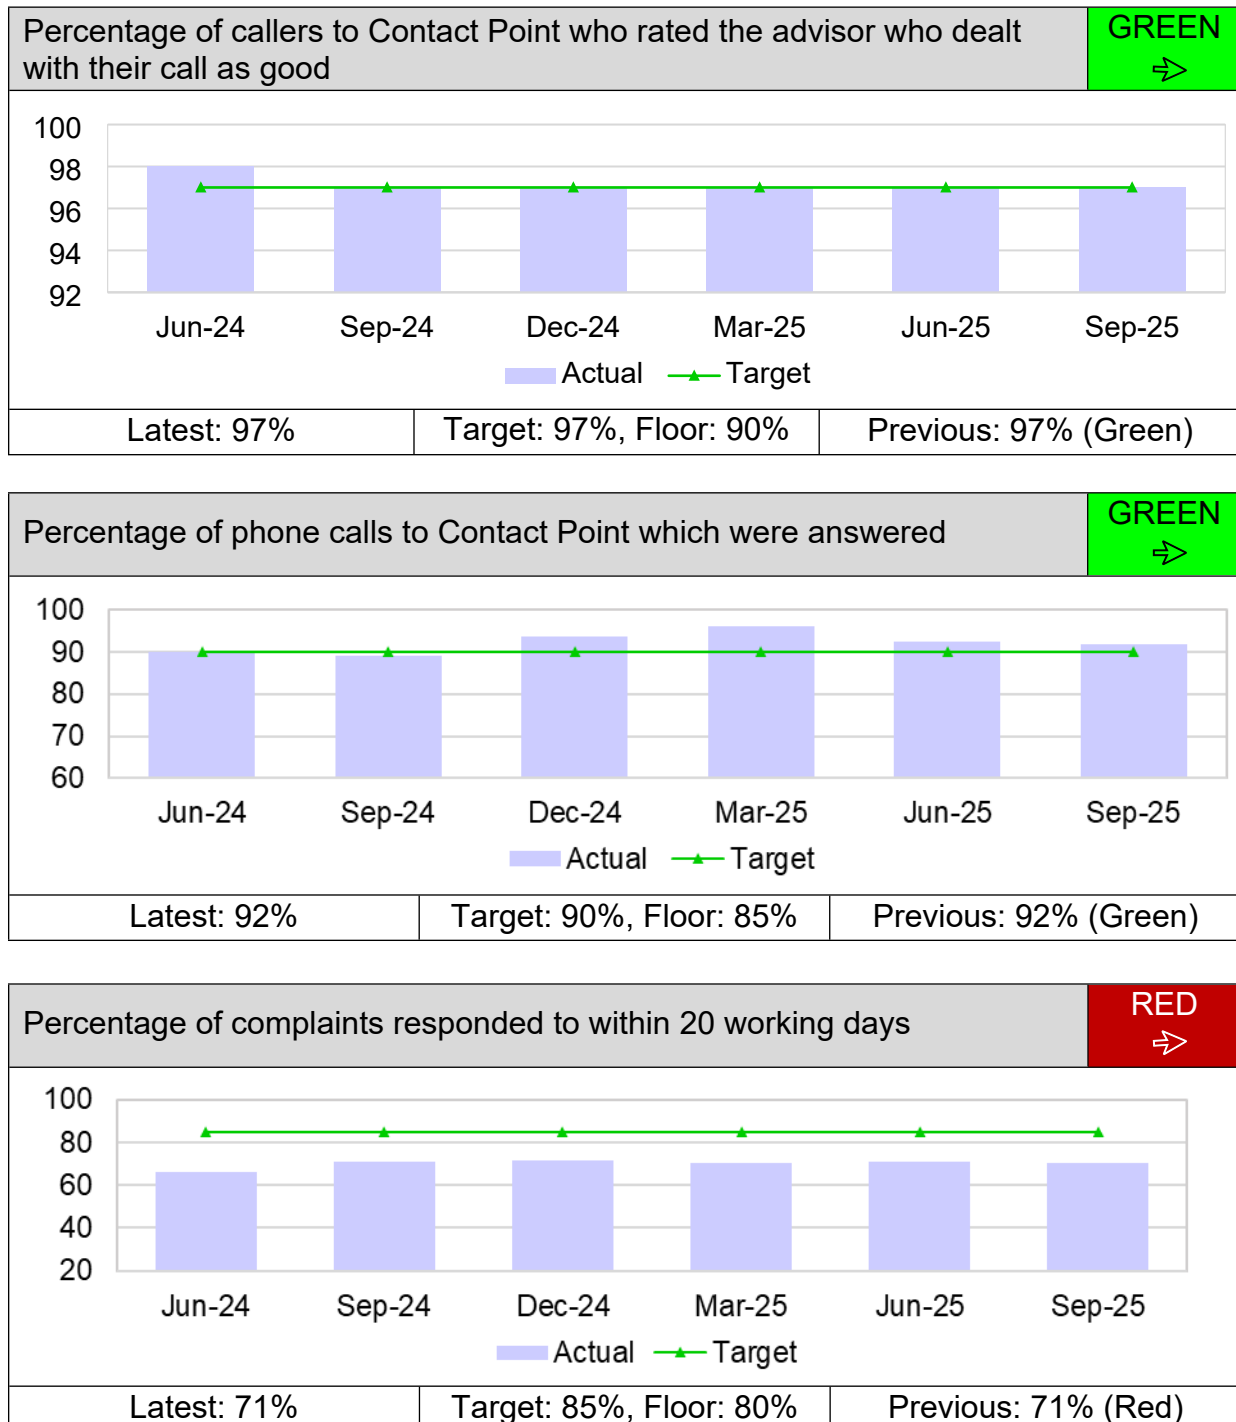 Percentage of callers to Contact Point who rated the advisor who dealt
with their call as good
GREEN
100
98
96
94
92
Jun-24 Sep-24 Dec-24 Mar-25 Jun-25 Sep-25
Actual Target
Latest: 97% Target: 97%, Floor: 90% Previous: 97% (Green)
Percentage of phone calls to Contact Point which were answered
GREEN
100
90
80
70
60
Jun-24 Sep-24 Dec-24 Mar-25 Jun-25 Sep-25
Actual Target
Latest: 92% Target: 90%, Floor: 85% Previous: 92% (Green)
Percentage of complaints responded to within 20 working days
RED
100
80
60
40
20
Jun-24 Sep-24 Dec-24 Mar-25 Jun-25 Sep-25
Actual Target
Latest: 71% Target: 85%, Floor: 80% Previous: 71% (Red)